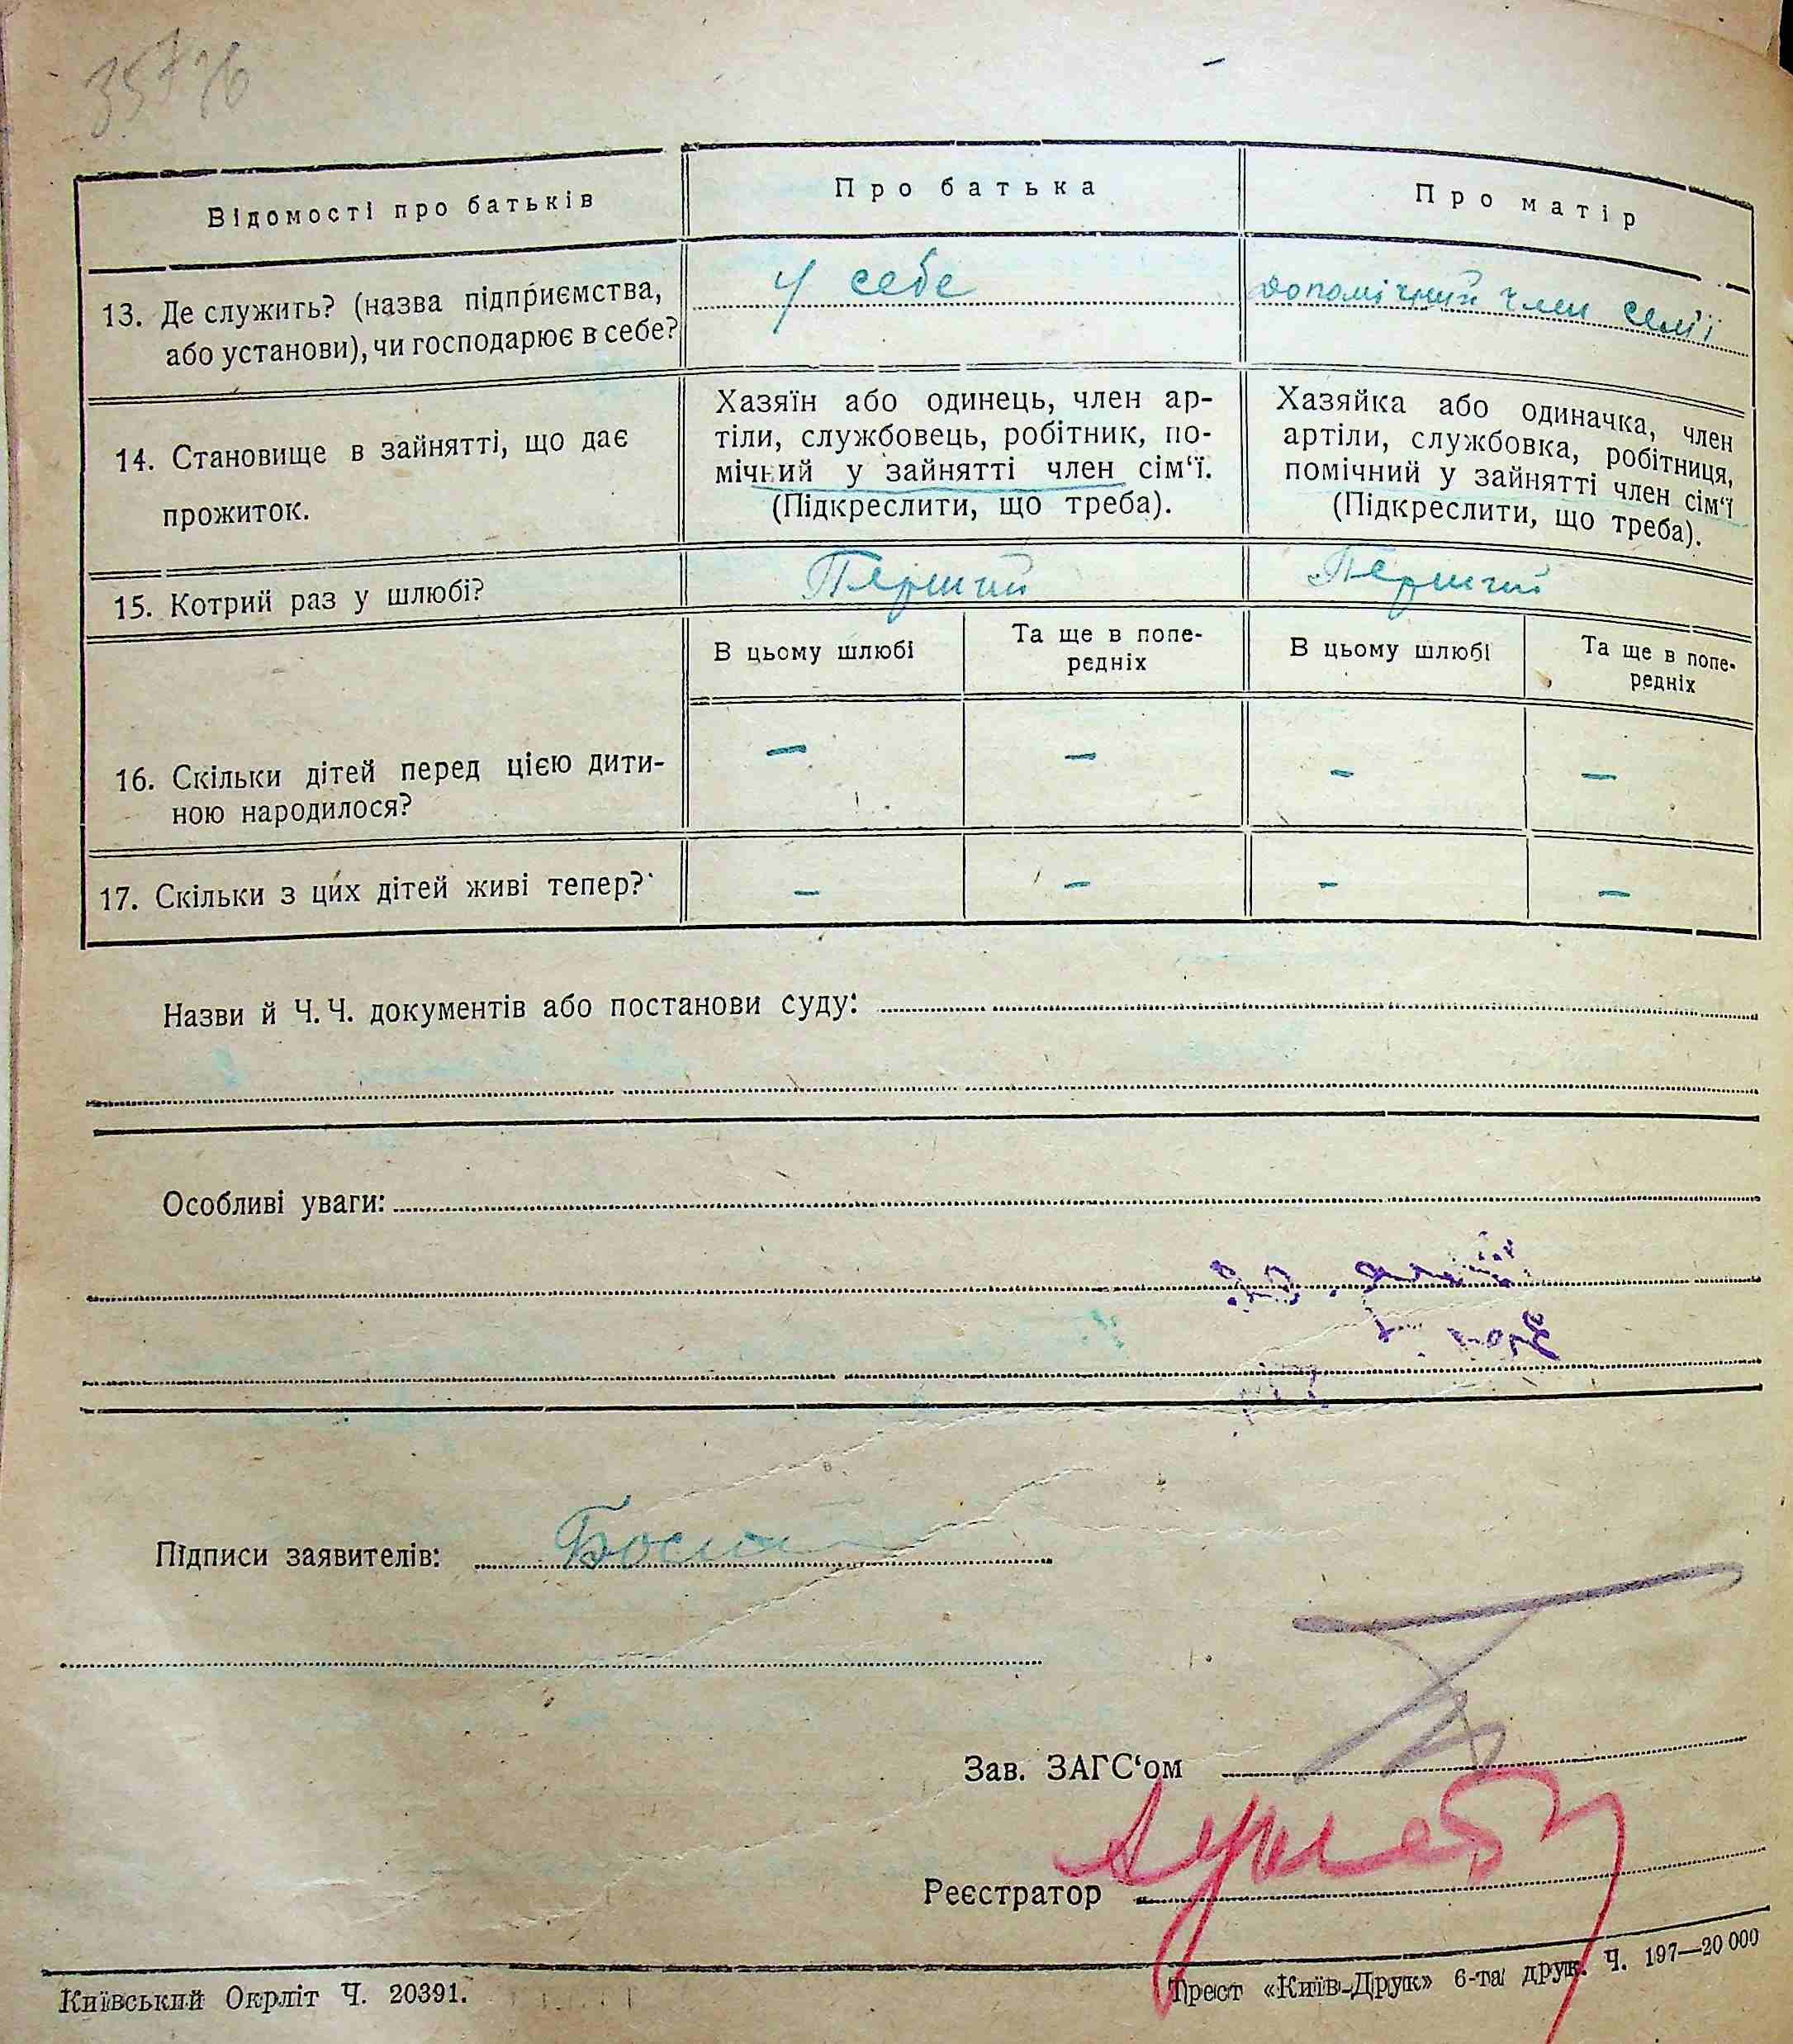 Відомості про батьків
Про батька
Про матір
13. Де служить? (назва підприємства,
або установи), чи господарює в себе?
У себе
допомічний член сем'ї
14. Становище в зайнятті, що дає
прожиток.
Хазяїн або одинець, член ар-
тіли, службовець, робітник, по-
мічний у зайнятті член сім‘ї.
(Підкреслити, що треба).
Хазяйка або одиначка, член
артіли, службовка, робітниця,
помічний у зайнятті член сім‘ї
(Підкреслити, що треба).
15. Котрий раз у шлюбі?
Перший
Перший
В цьому шлюбі
Та ще в попе-
редніх
В цьому шлюбі
Та ще в попе-
редніх
16. Скільки дітей перед цією дити-
ною народилося?
— — — —
17. Скільки з цих дітей живі тепер?
— — — —
Назви й Ч. Ч. документів або постанови суду:
Особливі уваги:
Підписи заявителів:
Зав. ЗАГС‘ом
Реєстратор
Київський Окрліт Ч. 20391.
Трест «Київ-Друк» 6-та друк. Ч. 197—20 000